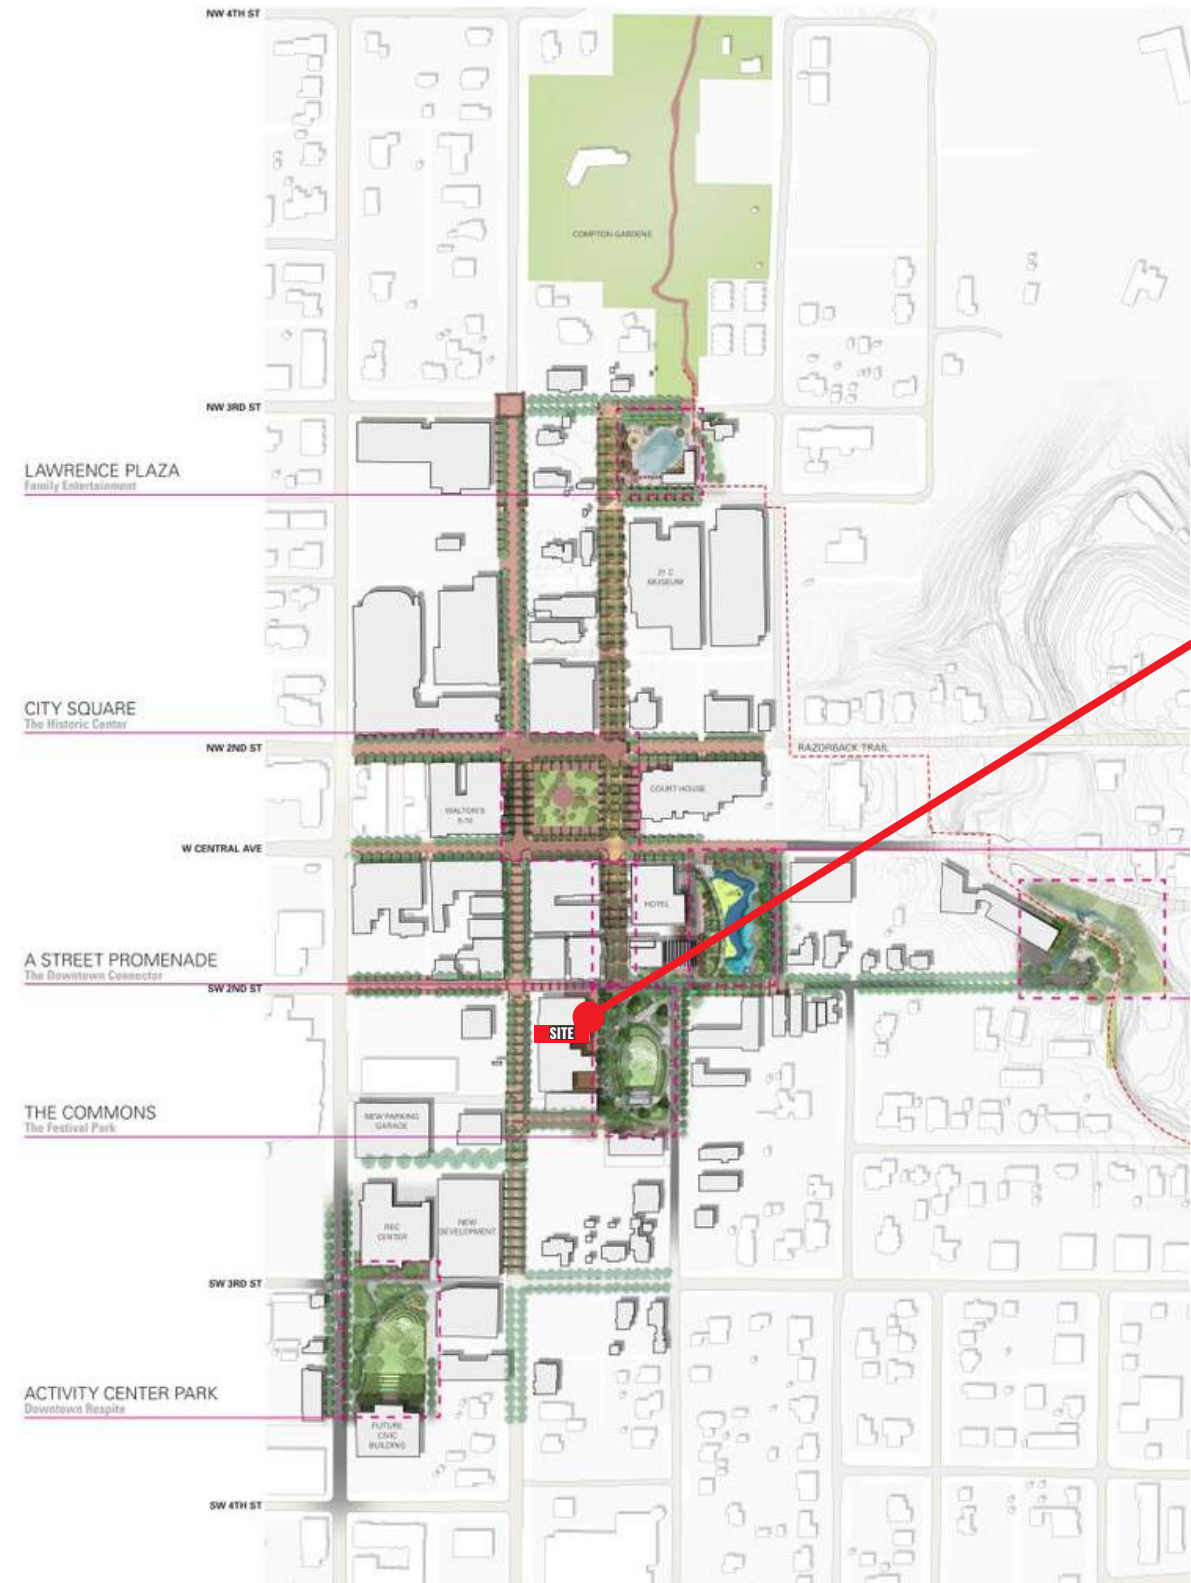 NW 4TH ST
COMPTON GARDENS
NW 3RD ST
LAWRENCE PLAZA
Family Entertainment
21 C
MUSEUM
CITY SQUARE
The Historic Center
NW 2ND ST
RAZORBACK TRAIL
WALTON'S
5-10
COURT HOUSE
W CENTRAL AVE
HOTEL
A STREET PROMENADE
The Downtown Connector
SW 2ND ST
SITE
THE COMMONS
The Festival Park
NEW PARKING
GARAGE
REC
CENTER
NEW
DEVELOPMENT
SW 3RD ST
ACTIVITY CENTER PARK
Downtown Respite
FUTURE
CIVIC
BUILDING
SW 4TH ST